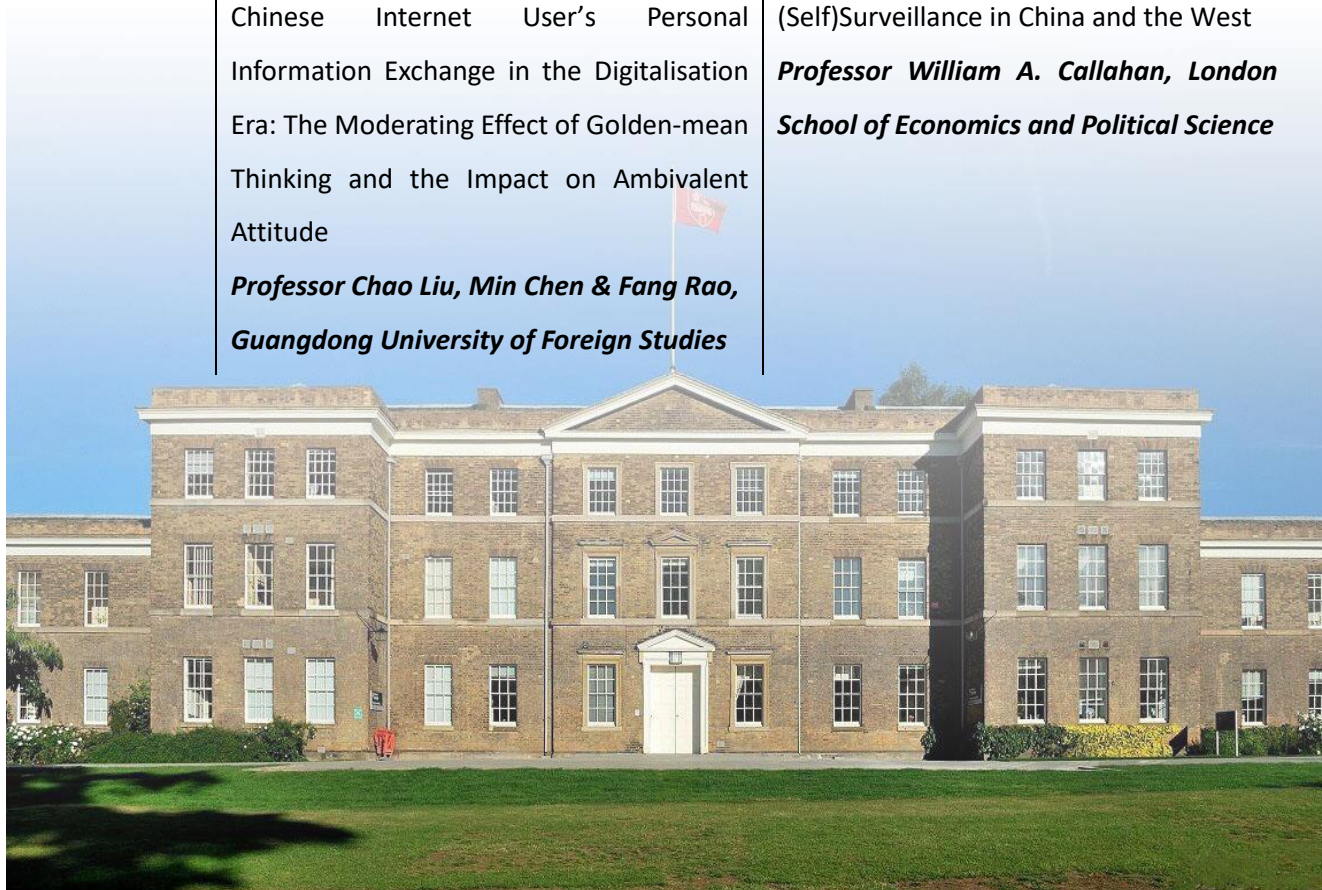 Chinese Internet User's Personal
Information Exchange in the Digitalisation
Era: The Moderating Effect of Golden-mean
Thinking and the Impact on Ambivalent
Attitude
Professor Chao Liu, Min Chen & Fang Rao,
Guangdong University of Foreign Studies
(Self)Surveillance in China and the West
Professor William A. Callahan, London
School of Economics and Political Science